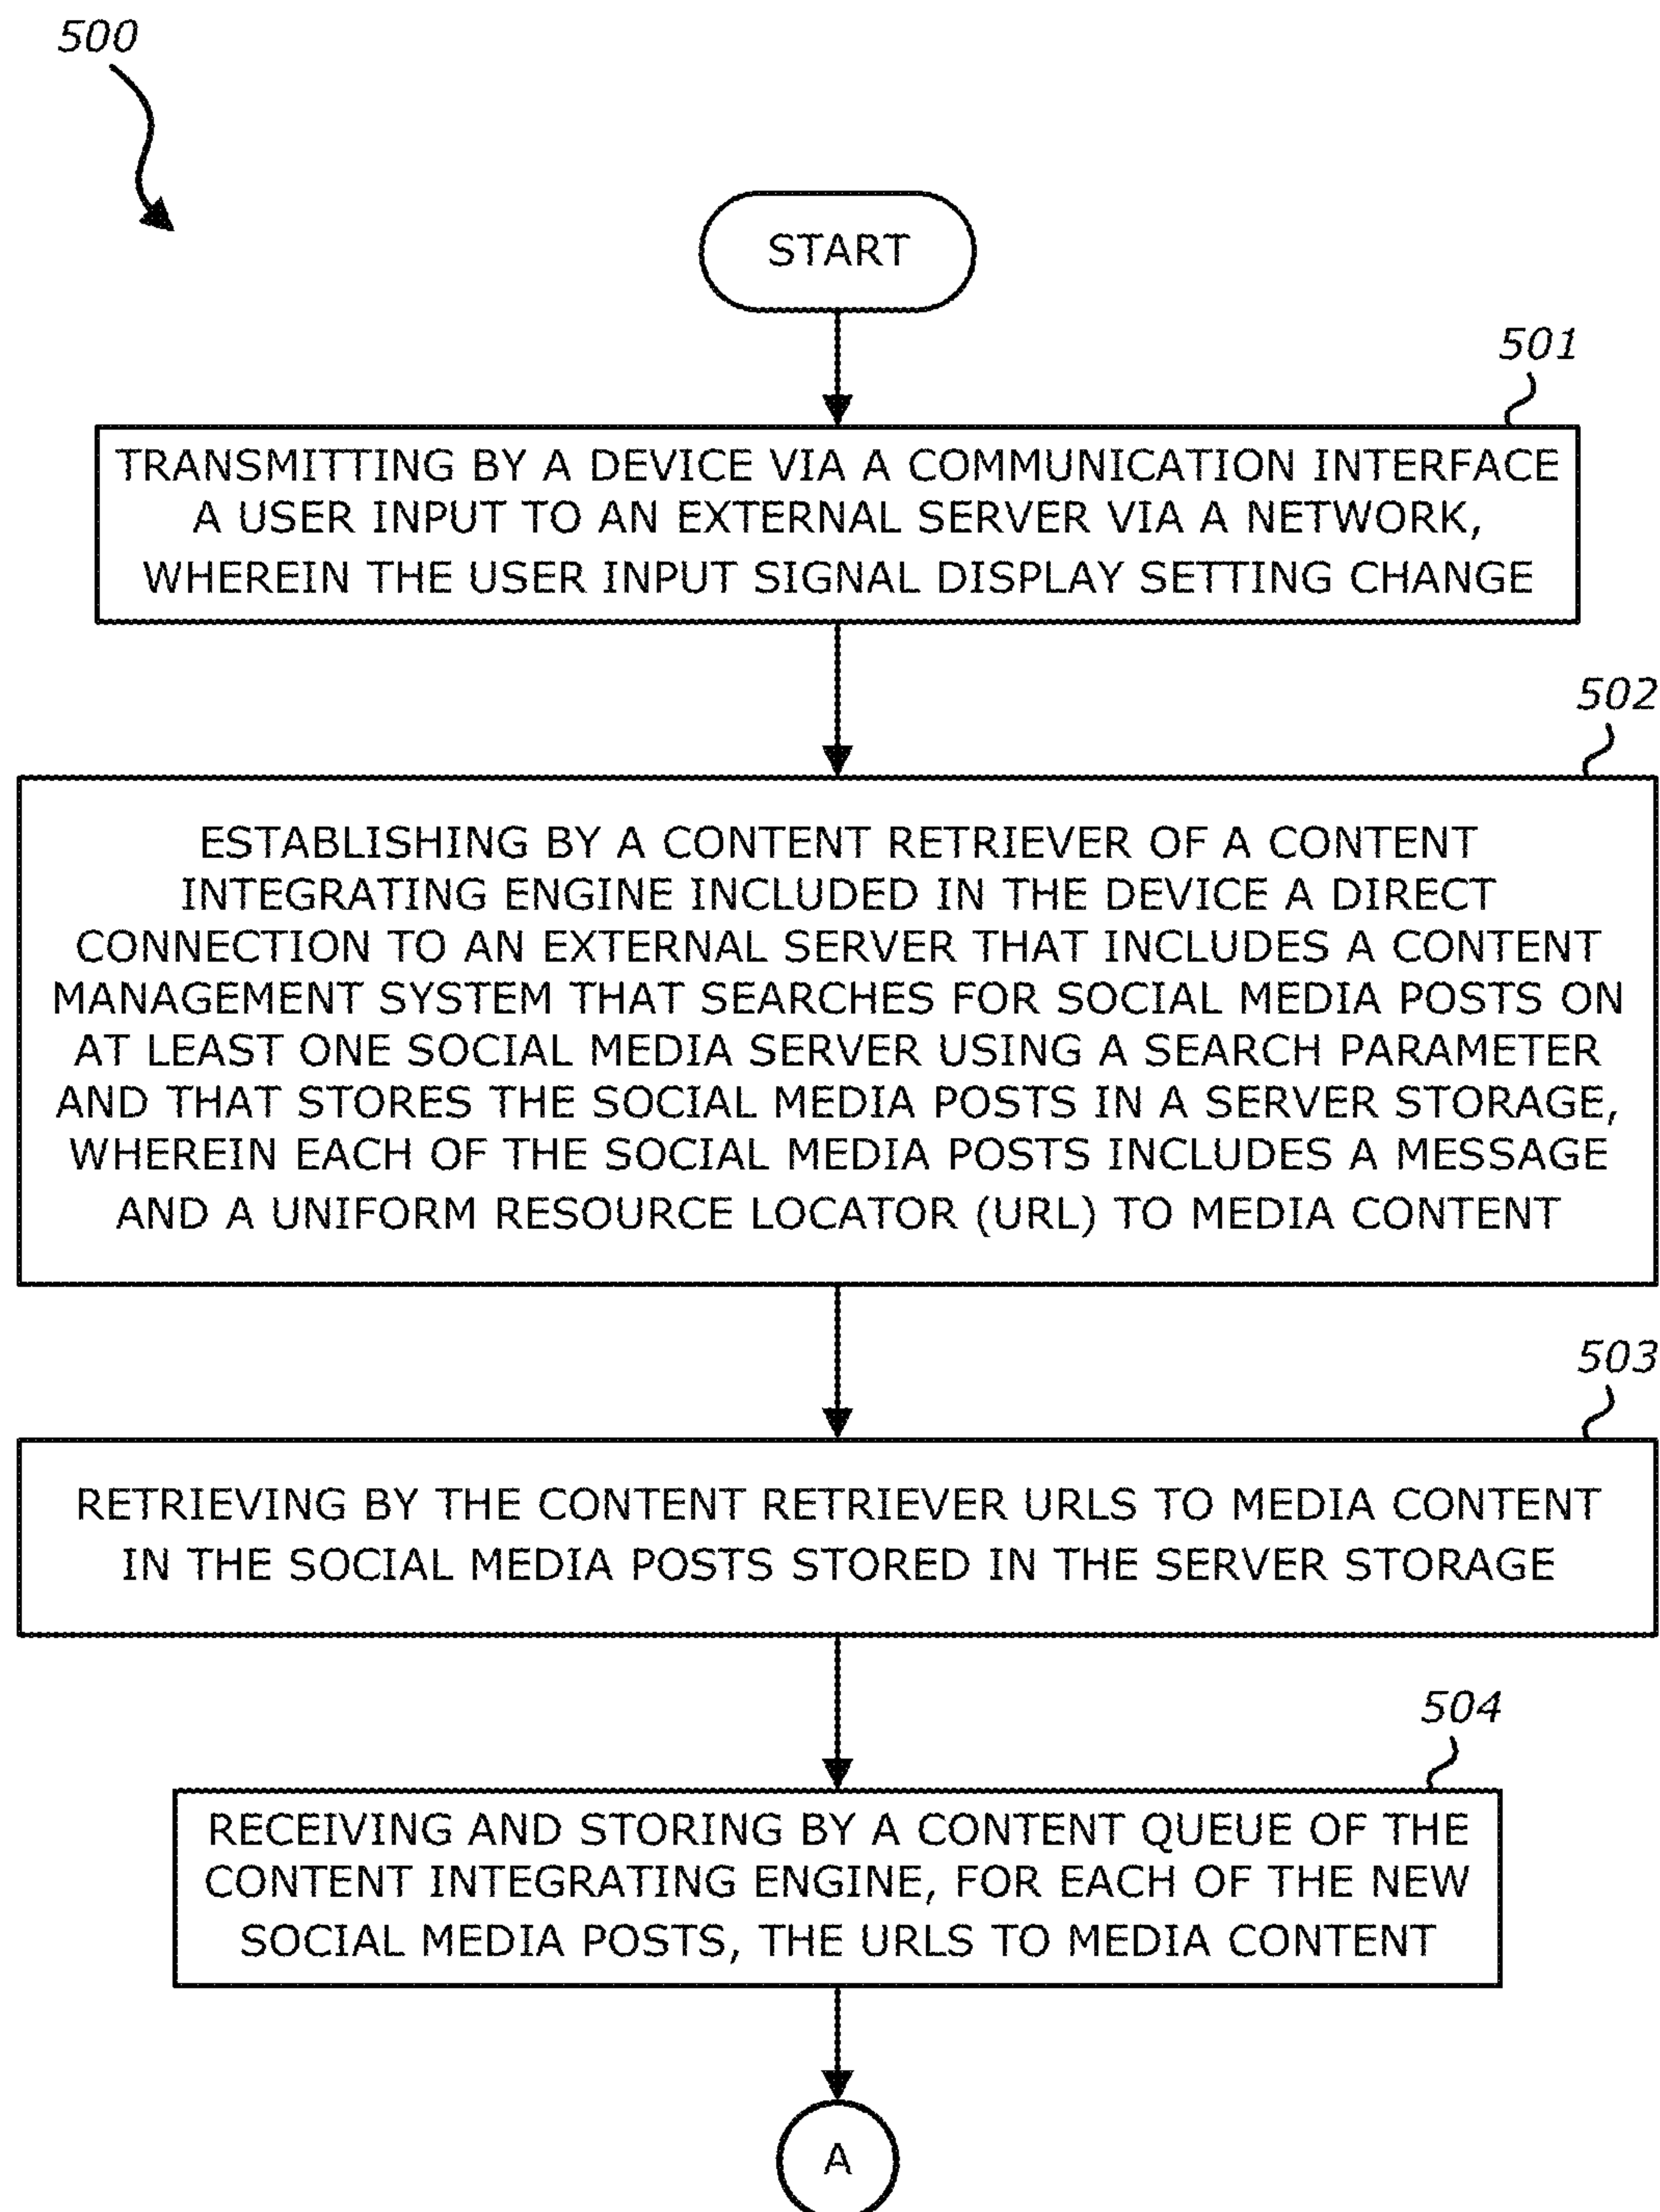 500
START
501
TRANSMITTING BY A DEVICE VIA A COMMUNICATION INTERFACE
A USER INPUT TO AN EXTERNAL SERVER VIA A NETWORK,
WHEREIN THE USER INPUT SIGNAL DISPLAY SETTING CHANGE
502
ESTABLISHING BY A CONTENT RETRIEVER OF A CONTENT
INTEGRATING ENGINE INCLUDED IN THE DEVICE A DIRECT
CONNECTION TO AN EXTERNAL SERVER THAT INCLUDES A CONTENT
MANAGEMENT SYSTEM THAT SEARCHES FOR SOCIAL MEDIA POSTS ON
AT LEAST ONE SOCIAL MEDIA SERVER USING A SEARCH PARAMETER
AND THAT STORES THE SOCIAL MEDIA POSTS IN A SERVER STORAGE,
WHEREIN EACH OF THE SOCIAL MEDIA POSTS INCLUDES A MESSAGE
AND A UNIFORM RESOURCE LOCATOR (URL) TO MEDIA CONTENT
503
RETRIEVING BY THE CONTENT RETRIEVER URLS TO MEDIA CONTENT
IN THE SOCIAL MEDIA POSTS STORED IN THE SERVER STORAGE
504
RECEIVING AND STORING BY A CONTENT QUEUE OF THE
CONTENT INTEGRATING ENGINE, FOR EACH OF THE NEW
SOCIAL MEDIA POSTS, THE URLS TO MEDIA CONTENT
A